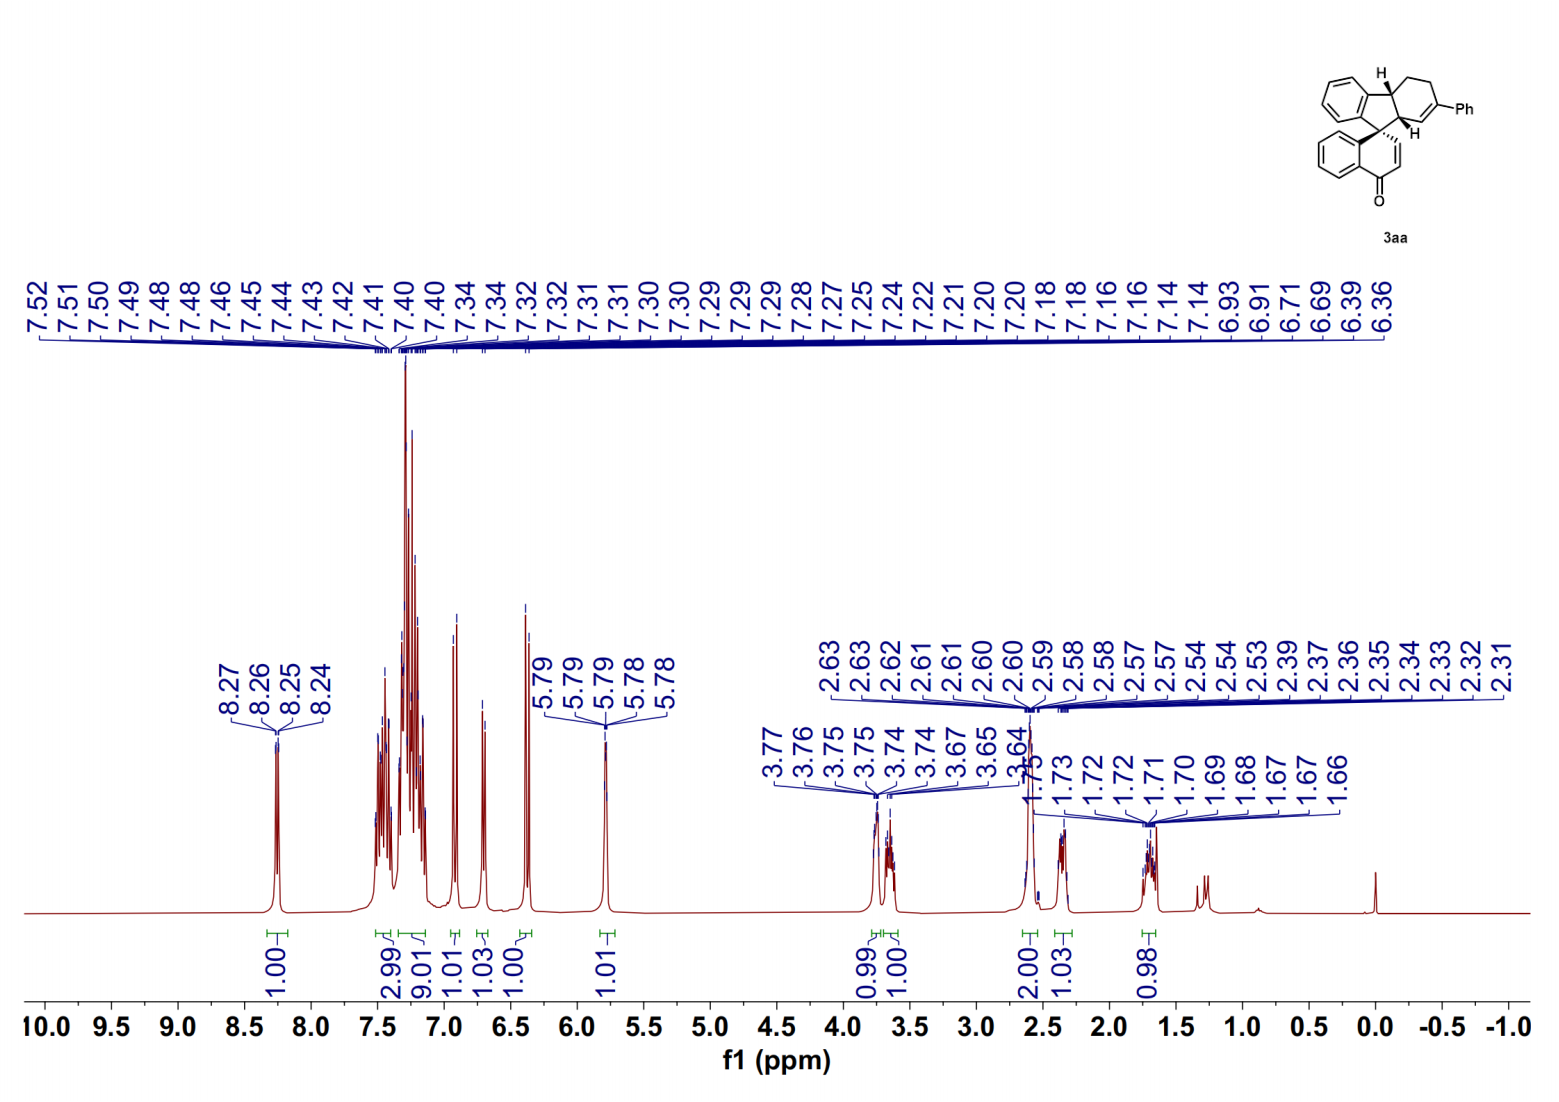 H
Ph
H
O
3aa
7.52 7.51 7.50 7.49 7.48 7.48 7.46 7.45 7.44 7.43 7.42 7.41 7.40 7.40 7.34 7.34 7.32 7.32 7.31 7.31 7.30 7.30 7.29 7.29 7.29 7.28 7.27 7.25 7.24 7.22 7.21 7.20 7.20 7.18 7.18 7.16 7.16 7.14 7.14 6.93 6.91 6.71 6.69 6.39 6.36
8.27 8.26 8.25 8.24
5.79 5.79 5.79 5.78 5.78
2.63 2.63 2.62 2.61 2.61 2.60 2.60 2.59 2.58 2.58 2.57 2.57 2.54 2.54 2.53 2.39 2.37 2.36 2.35 2.34 2.33 2.32 2.31
3.77 3.76 3.75 3.75 3.74 3.74 3.67 3.65 3.64
1.75 1.73 1.72 1.72 1.71 1.70 1.69 1.68 1.67 1.67 1.66
1.00 2.99 9.01 1.01 1.03 1.00 1.01 0.99 1.00 2.00 1.03 0.98
10.0 9.5 9.0 8.5 8.0 7.5 7.0 6.5 6.0 5.5 5.0 4.5 4.0 3.5 3.0 2.5 2.0 1.5 1.0 0.5 0.0 -0.5 -1.0
f1 (ppm)